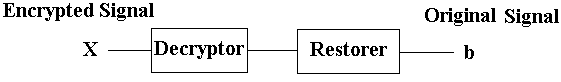 Encrypted Signal
Original Signal
X
Decryptor
Restorer
b